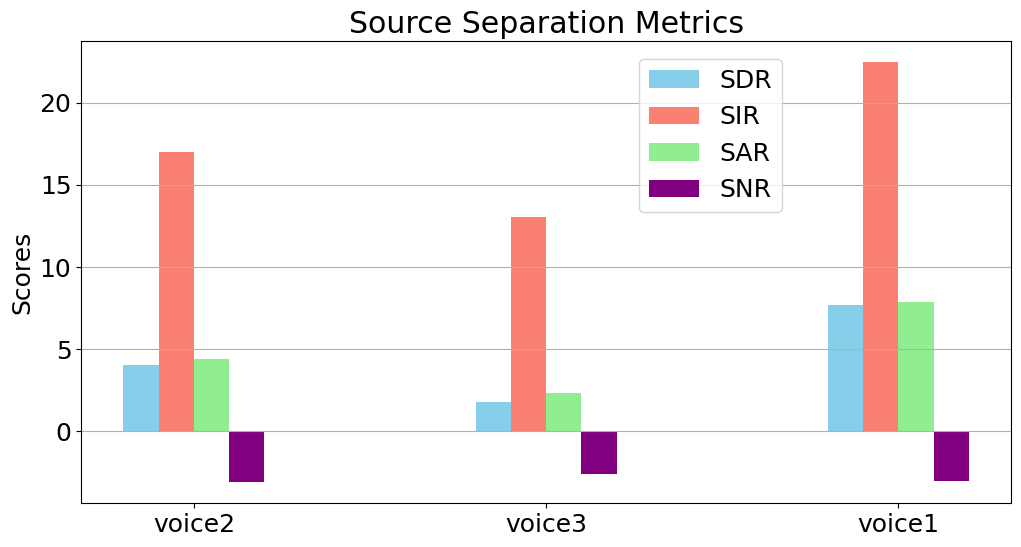 Source Separation Metrics
SDR
SIR
SAR
SNR
Scores
20
15
10
5
0
voice2 voice3 voice1